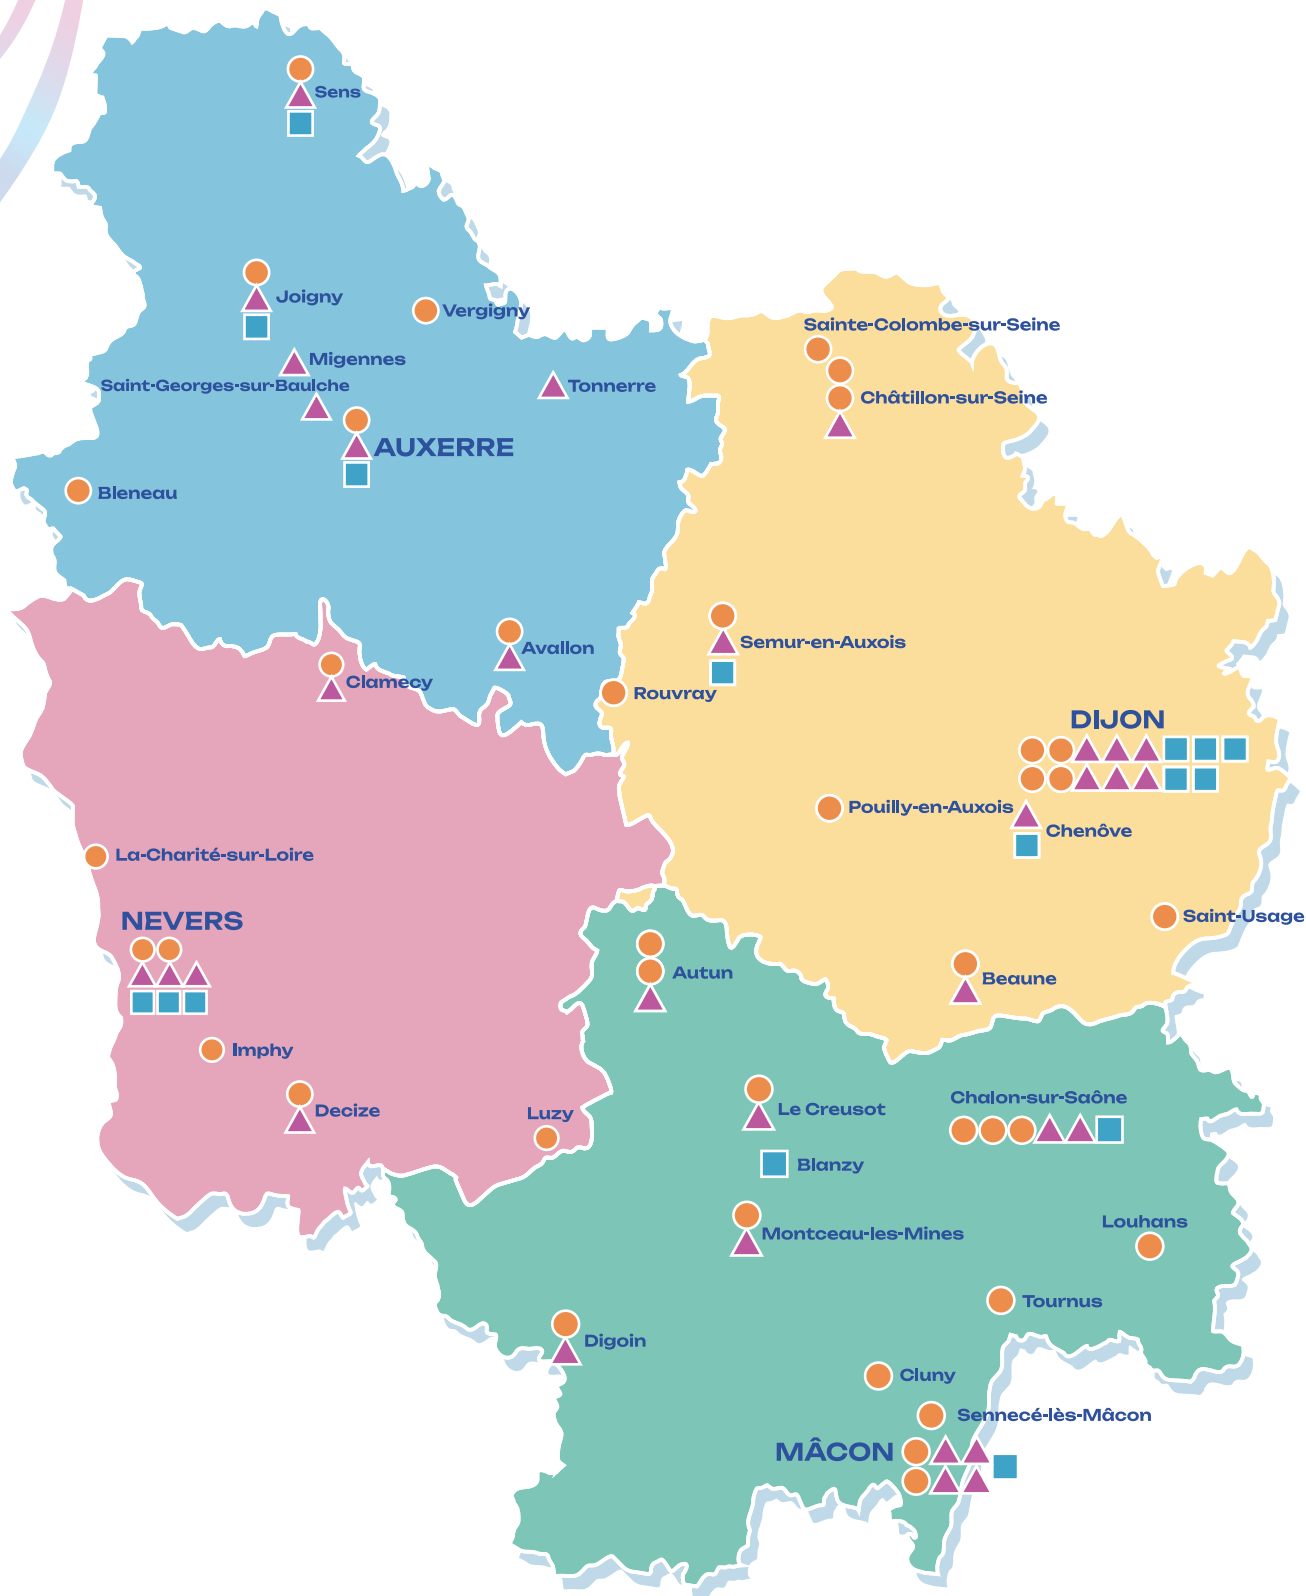 Sens
Joigny
Vergigny
Sainte-Colombe-sur-Seine
Migennes
Saint-Georges-sur-Baulche
Tonnerre
Châtillon-sur-Seine
AUXERRE
Bleneau
Semur-en-Auxois
Avallon
Clamecy
Rouvray
DIJON
Pouilly-en-Auxois
Chenôve
La-Charité-sur-Loire
NEVERS
Saint-Usage
Autun
Beaune
Imphy
Chalon-sur-Saône
Decize
Luzy
Le Creusot
Blanzy
Louhans
Montceau-les-Mines
Tournus
Digoin
Cluny
Sennecé-lès-Mâcon
MÂCON